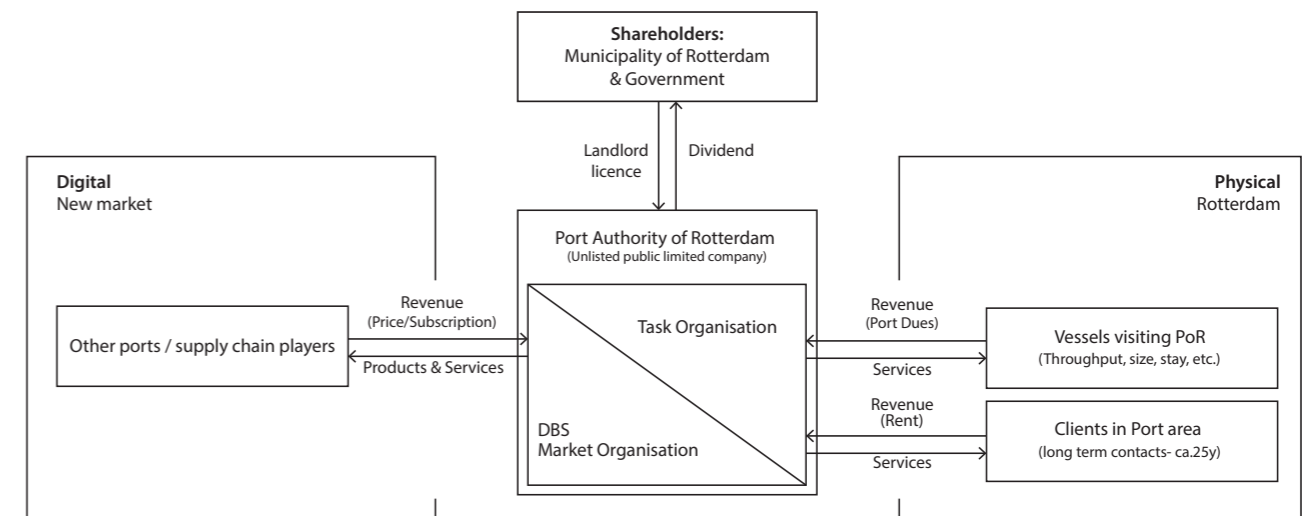 Shareholders:
Municipality of Rotterdam
& Government
Landlord
licence
Dividend
Digital
New market
Physical
Rotterdam
Port Authority of Rotterdam
(Unlisted public limited company)
Revenue
(Price/Subscription)
Other ports / supply chain players
Products & Services
Task Organisation
DBS
Market Organisation
Revenue
(Port Dues)
Services
Vessels visiting PoR
(Throughput, size, stay, etc.)
Revenue
(Rent)
Services
Clients in Port area
(long term contacts- ca.25y)